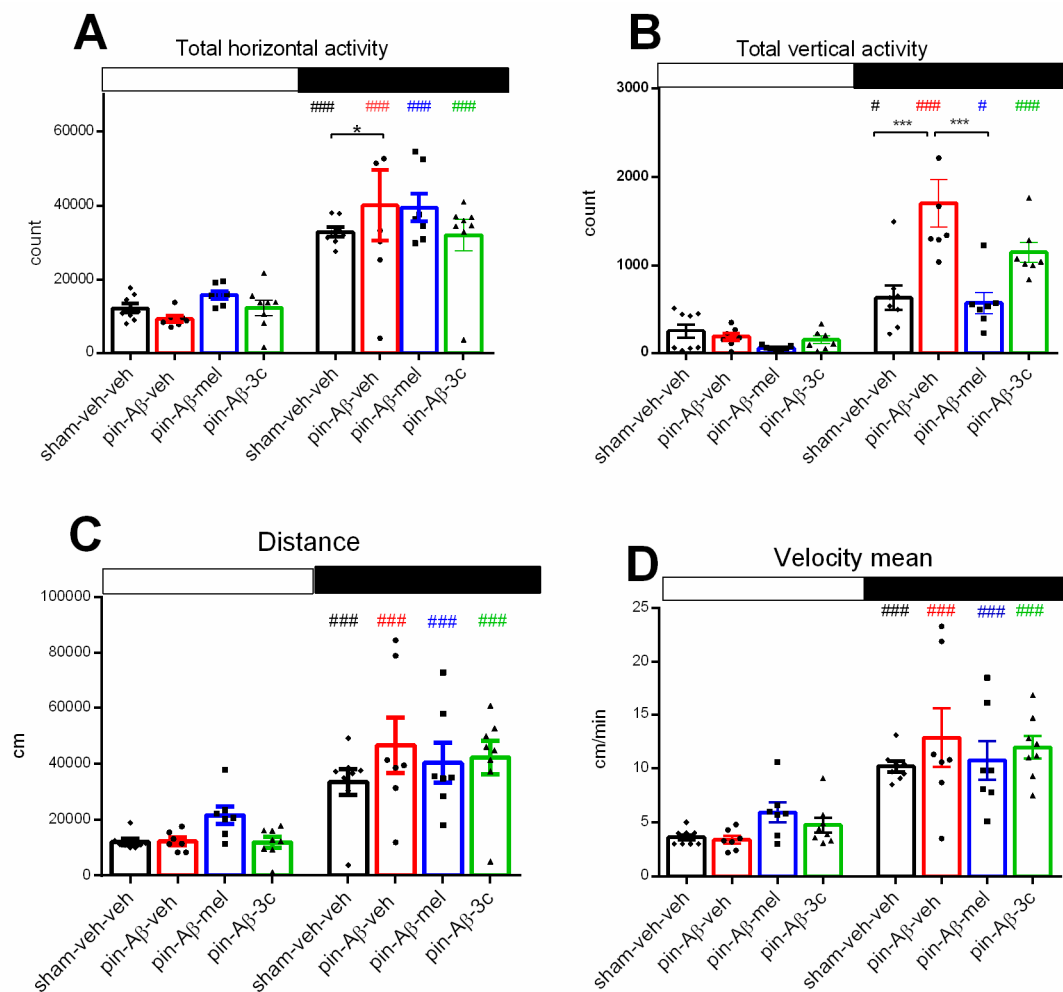 A
Total horizontal activity
### ### ### ###
*
60000
40000
20000
0
count
sham-veh-veh
pin-Aβ-veh
pin-Aβ-mel
pin-Aβ-3c
sham-veh-veh
pin-Aβ-veh
pin-Aβ-mel
pin-Aβ-3c
B
Total vertical activity
# ### # ###
*** ***
3000
2000
1000
0
count
sham-veh-veh
pin-Aβ-veh
pin-Aβ-mel
pin-Aβ-3c
sham-veh-veh
pin-Aβ-veh
pin-Aβ-mel
pin-Aβ-3c
C
Distance
### ### ### ###
100000
80000
60000
40000
20000
0
cm
sham-veh-veh
pin-Aβ-veh
pin-Aβ-mel
pin-Aβ-3c
sham-veh-veh
pin-Aβ-veh
pin-Aβ-mel
pin-Aβ-3c
D
Velocity mean
### ### ### ###
25
20
15
10
5
0
cm/min
sham-veh-veh
pin-Aβ-veh
pin-Aβ-mel
pin-Aβ-3c
sham-veh-veh
pin-Aβ-veh
pin-Aβ-mel
pin-Aβ-3c